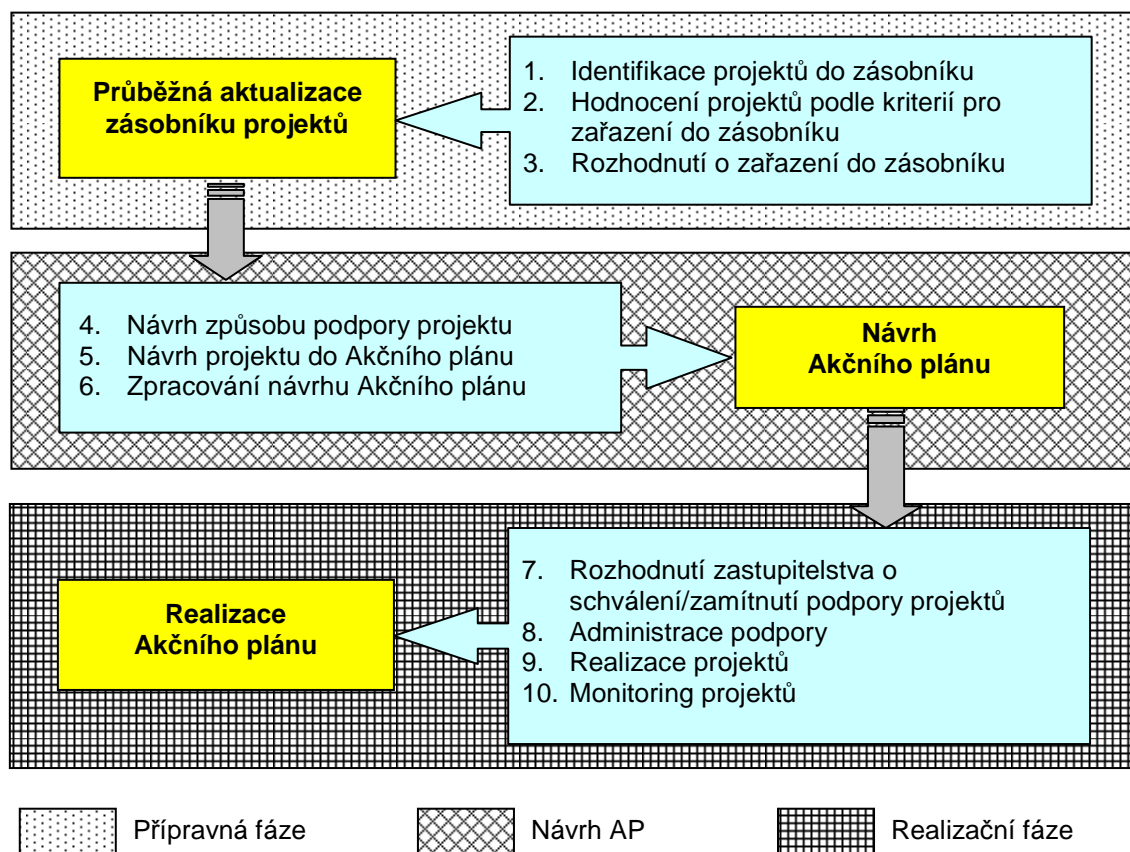 Průběžná aktualizace
zásobníku projektů
1. Identifikace projektů do zásobníku
2. Hodnocení projektů podle kriterií pro
zařazení do zásobníku
3. Rozhodnutí o zařazení do zásobníku
4. Návrh způsobu podpory projektu
5. Návrh projektu do Akčního plánu
6. Zpracování návrhu Akčního plánu
Návrh
Akčního plánu
Realizace
Akčního plánu
7. Rozhodnutí zastupitelstva o
schválení/zamítnutí podpory projektů
8. Administrace podpory
9. Realizace projektů
10. Monitoring projektů
Přípravná fáze
Návrh AP
Realizační fáze